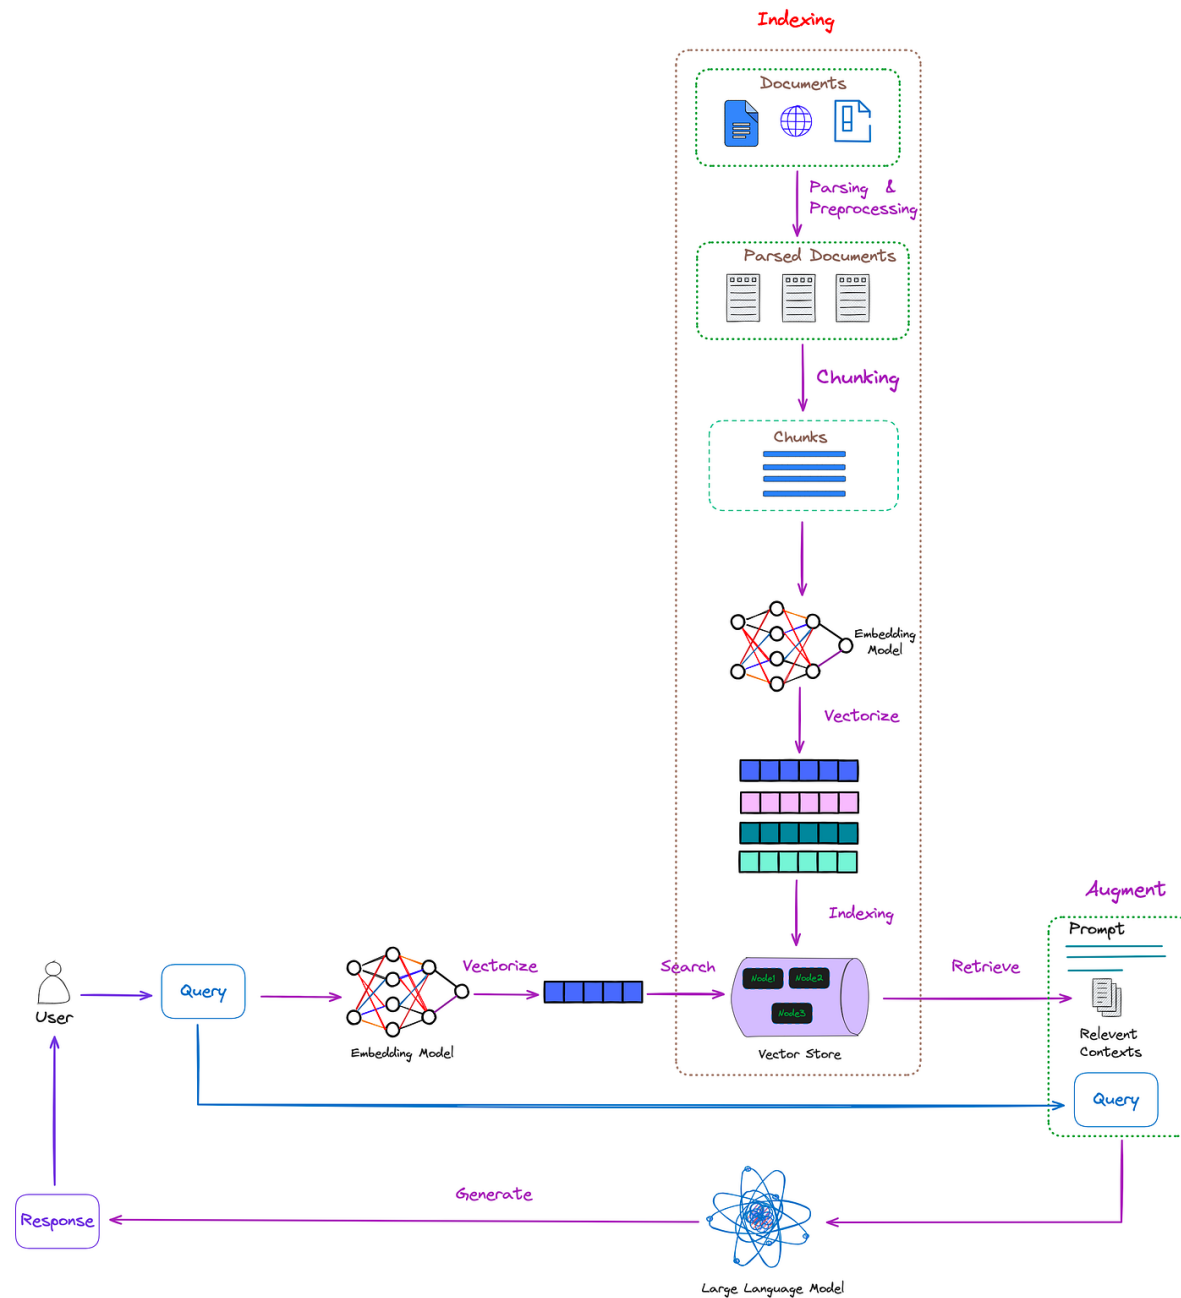 Indexing
Documents
Parsing &
Preprocessing
Parsed Documents
Chunking
Chunks
Embedding
Model
Vectorize
Indexing
Augment
Prompt
User
Query
Embedding Model
Vectorize
Search
Node1
Node2
Node3
Vector Store
Retrieve
Relevent
Contexts
Query
Generate
Response
Large Language Model